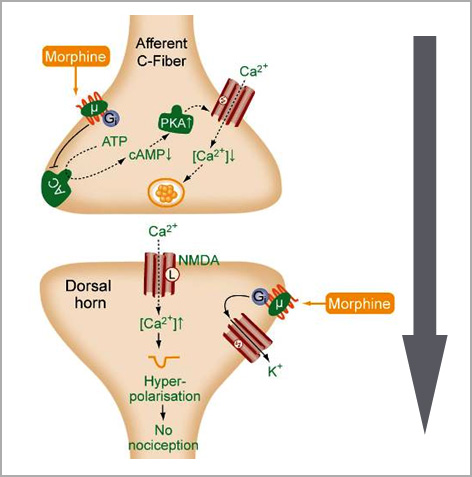 Afferent
C-Fiber
Morphine
Ca²⁺
μ
Gi
PKA↑
ATP
cAMP↓
[Ca²⁺]↓
AC
Ca²⁺
NMDA
L
Dorsal
horn
G
μ
Morphine
[Ca²⁺]↑
K⁺
Hyper-
polarisation
No
nociception